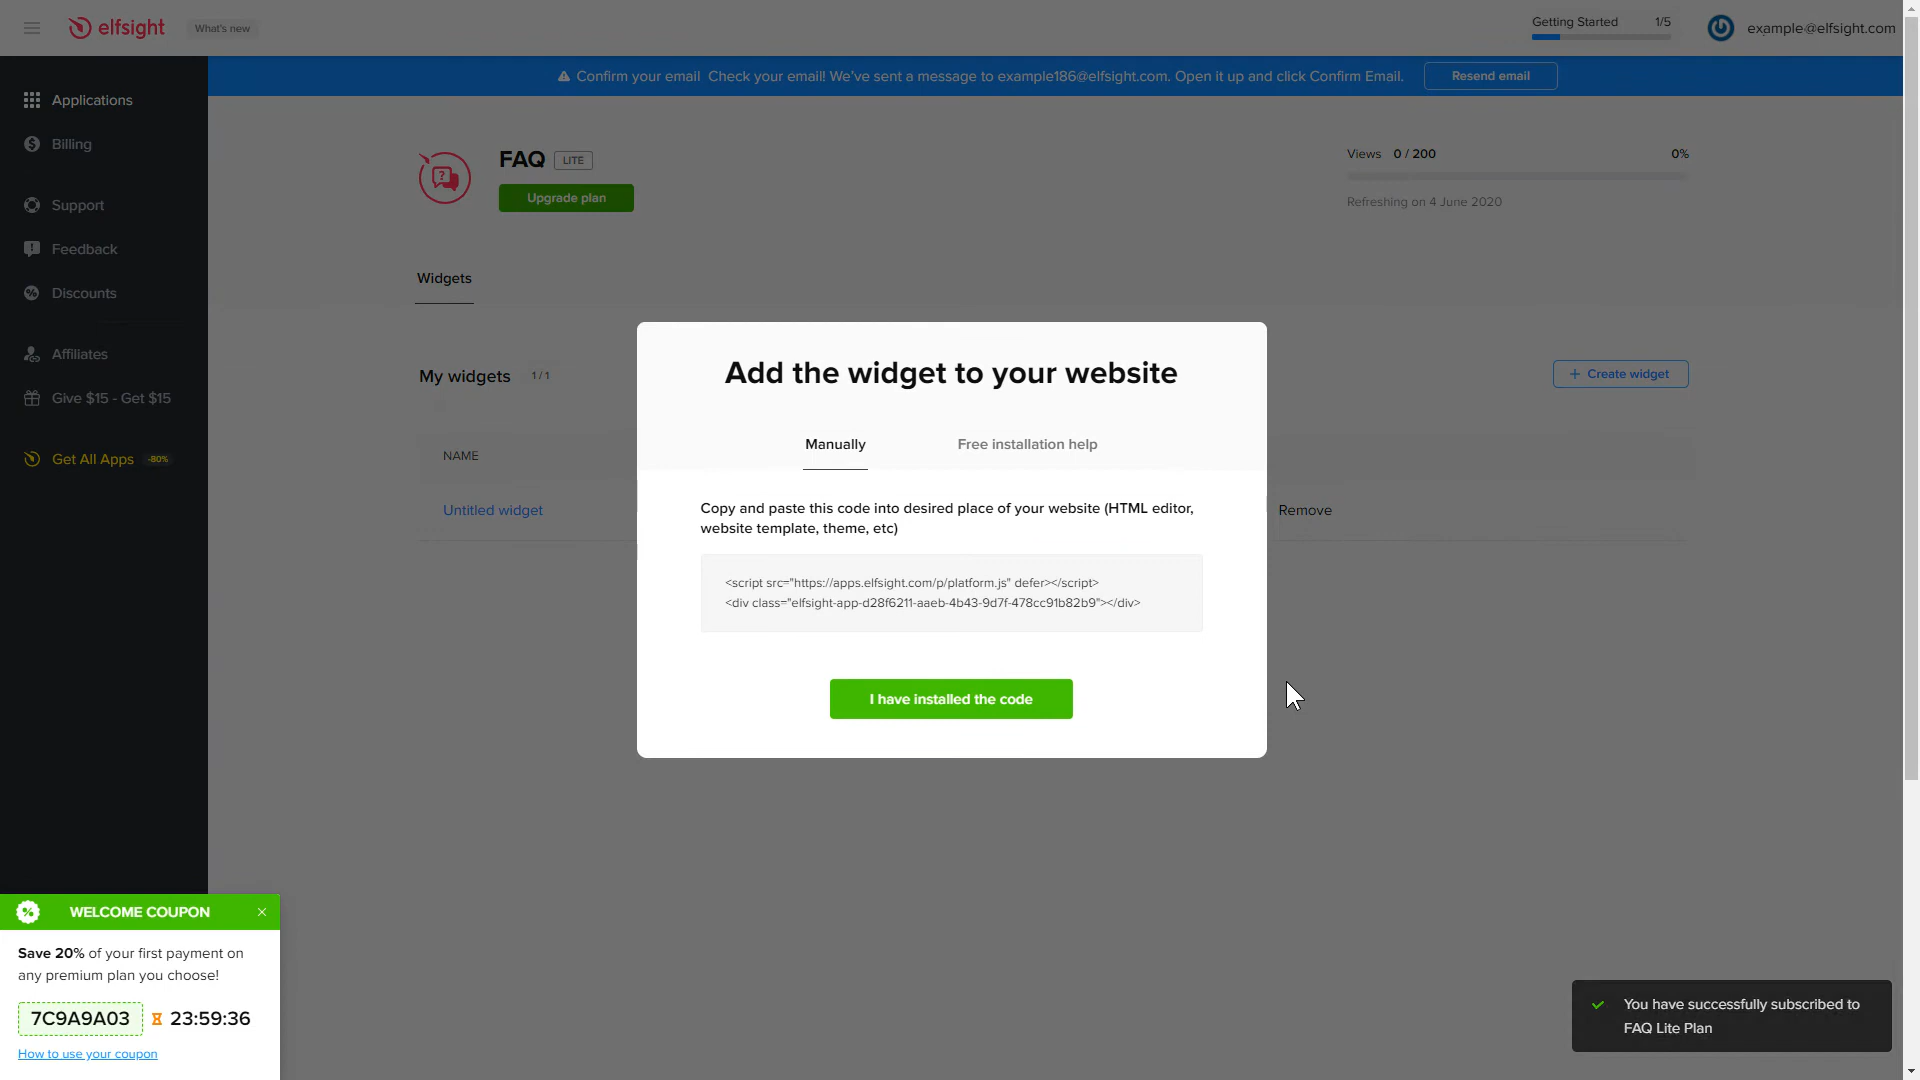 elfsight
What's new
Getting Started 1/5
example@elfsight.com
Confirm your email Check your email! We've sent a message to example186@elfsight.com. Open it up and click Confirm Email.
Resend email
Applications
Billing
Support
Feedback
Discounts
Affiliates
Give $15 - Get $15
Get All Apps -80%
FAQ LITE
Upgrade plan
Views 0 / 200 0%
Refreshing on 4 June 2020
Widgets
My widgets 1 / 1
+ Create widget
NAME
Untitled widget
Remove
Add the widget to your website
Manually Free installation help
Copy and paste this code into desired place of your website (HTML editor,
website template, theme, etc)
<script src="https://apps.elfsight.com/p/platform.js" defer></script>
<div class="elfsight-app-d28f6211-aaeb-4b43-9d7f-478cc91b82b9"></div>
I have installed the code
WELCOME COUPON
Save 20% of your first payment on
any premium plan you choose!
7C9A9A03 23:59:36
How to use your coupon
You have successfully subscribed to
FAQ Lite Plan